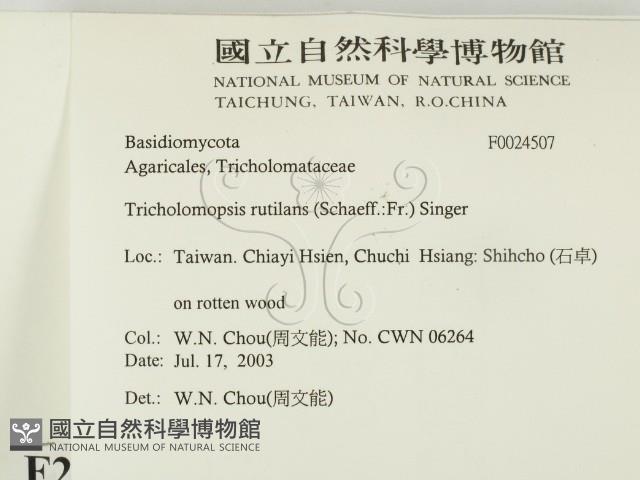 國立自然科學博物館
NATIONAL MUSEUM OF NATURAL SCIENCE
TAICHUNG, TAIWAN, R.O.CHINA
Basidiomycota F0024507
Agaricales, Tricholomataceae
Tricholomopsis rutilans (Schaeff.:Fr.) Singer
Loc.: Taiwan. Chiayi Hsien, Chuchi Hsiang: Shihcho (石卓)
on rotten wood
Col.: W.N. Chou(周文能); No. CWN 06264
Date: Jul. 17, 2003
Det.: W.N. Chou(周文能)
國立自然科學博物館
NATIONAL MUSEUM OF NATURAL SCIENCE